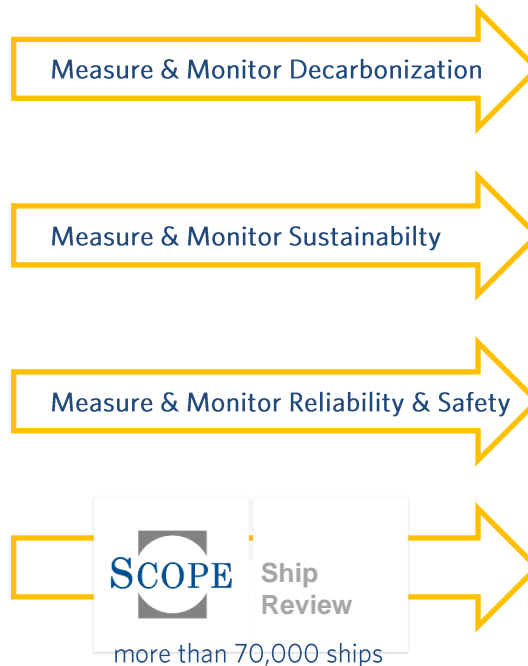 Measure & Monitor Decarbonization
Measure & Monitor Sustainabilty
Measure & Monitor Reliability & Safety
SCOPE
Ship
Review
more than 70,000 ships